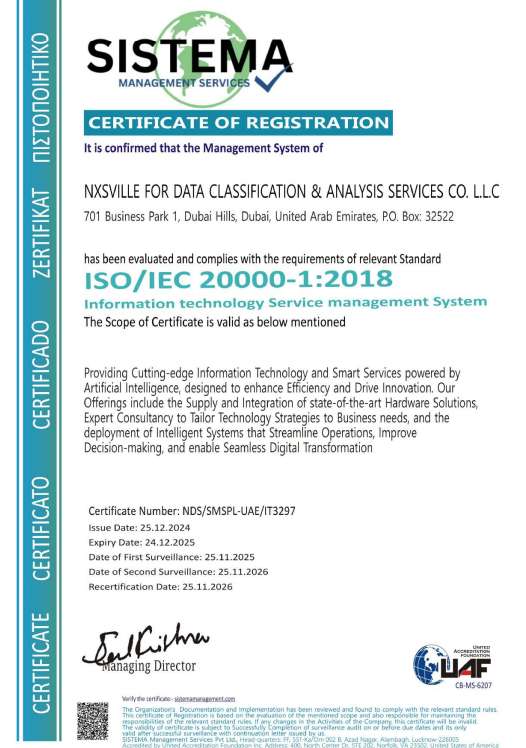 SISTEMA
MANAGEMENT SERVICES
CERTIFICATE OF REGISTRATION
It is confirmed that the Management System of
NXSVILLE FOR DATA CLASSIFICATION & ANALYSIS SERVICES CO. L.L.C
701 Business Park 1, Dubai Hills, Dubai, United Arab Emirates, P.O. Box: 32522
has been evaluated and complies with the requirements of relevant Standard
ISO/IEC 20000-1:2018
Information technology Service management System
The Scope of Certificate is valid as below mentioned
Providing Cutting-edge Information Technology and Smart Services powered by
Artificial Intelligence, designed to enhance Efficiency and Drive Innovation. Our
Offerings include the Supply and Integration of state-of-the-art Hardware Solutions,
Expert Consultancy to Tailor Technology Strategies to Business needs, and the
deployment of Intelligent Systems that Streamline Operations, Improve
Decision-making, and enable Seamless Digital Transformation
Certificate Number: NDS/SMSPL-UAE/IT3297
Issue Date: 25.12.2024
Expiry Date: 24.12.2025
Date of First Surveillance: 25.11.2025
Date of Second Surveillance: 25.11.2026
Recertification Date: 25.11.2026
Managing Director
UNITED
ACCREDITATION
FOUNDATION
UAF
CB-MS-6207
Verify the certificate:- sistemamanagement.com
The Organization's Documentation and Implementation has been reviewed and found to comply with the relevant standard rules.
This certificate of Registration is based on the evaluation of the mentioned scope and also responsible for maintaining the
responsibilities of the relevant standard rules. If any changes in the Activities of the Company, this certificate will be invalid.
The validity of certificate is subject to Successfully Completion of surveillance audit on or before due dates and its only
valid after successful surveillance with continution letter issued by us
SISTEMA Management Services Pvt Ltd., Head-quarters: FF, 551-Ka/Om 002 B, Azad Nagar, Alambagh, Lucknow-226005
Accredited by United Accreditation Foundation Inc. Address: 400, North Center Dr, STE 202, Norfolk, VA 23502, United States of America
CERTIFICATE
CERTIFICATO
CERTIFICADO
ZERTIFIKAT
ΠΙΣΤΟΠΟΙΗΤΙΚΟ